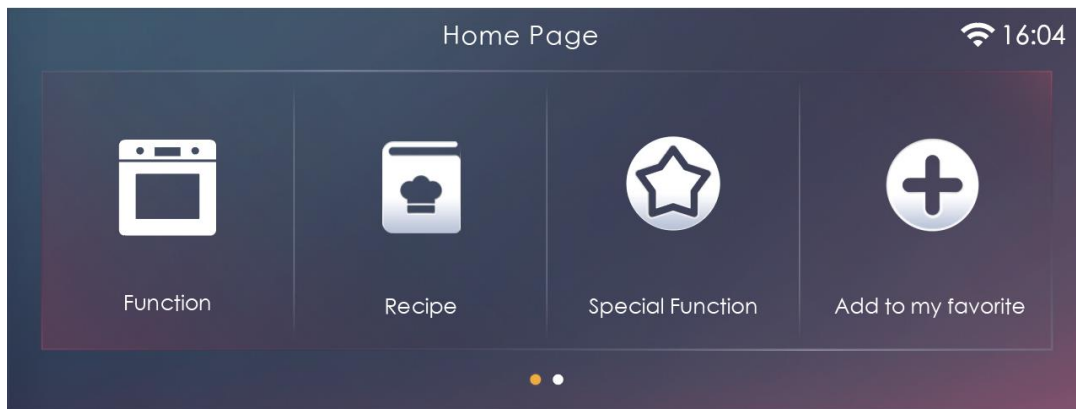 Home Page
16:04
Function
Recipe
Special Function
Add to my favorite